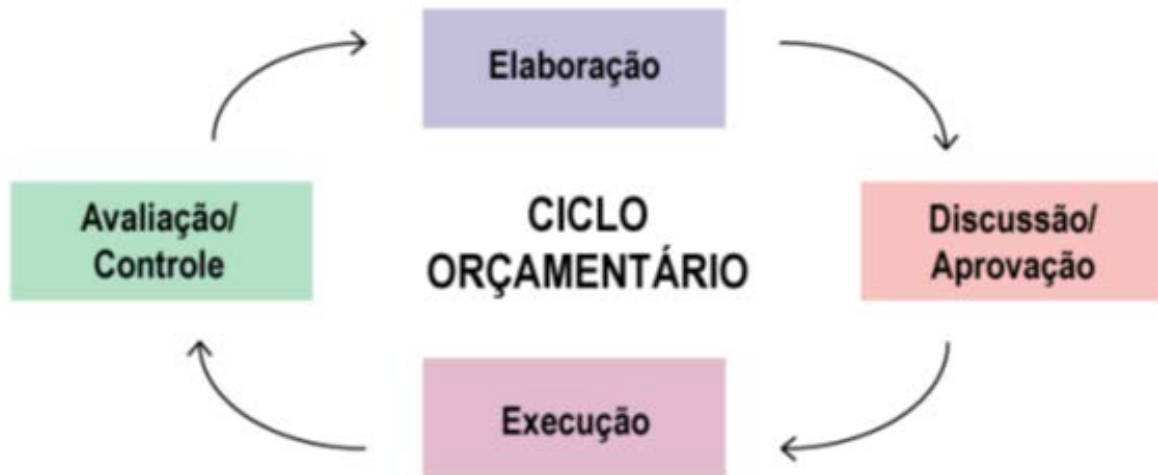 Elaboração
Avaliação/
Controle
CICLO
ORÇAMENTÁRIO
Discussão/
Aprovação
Execução